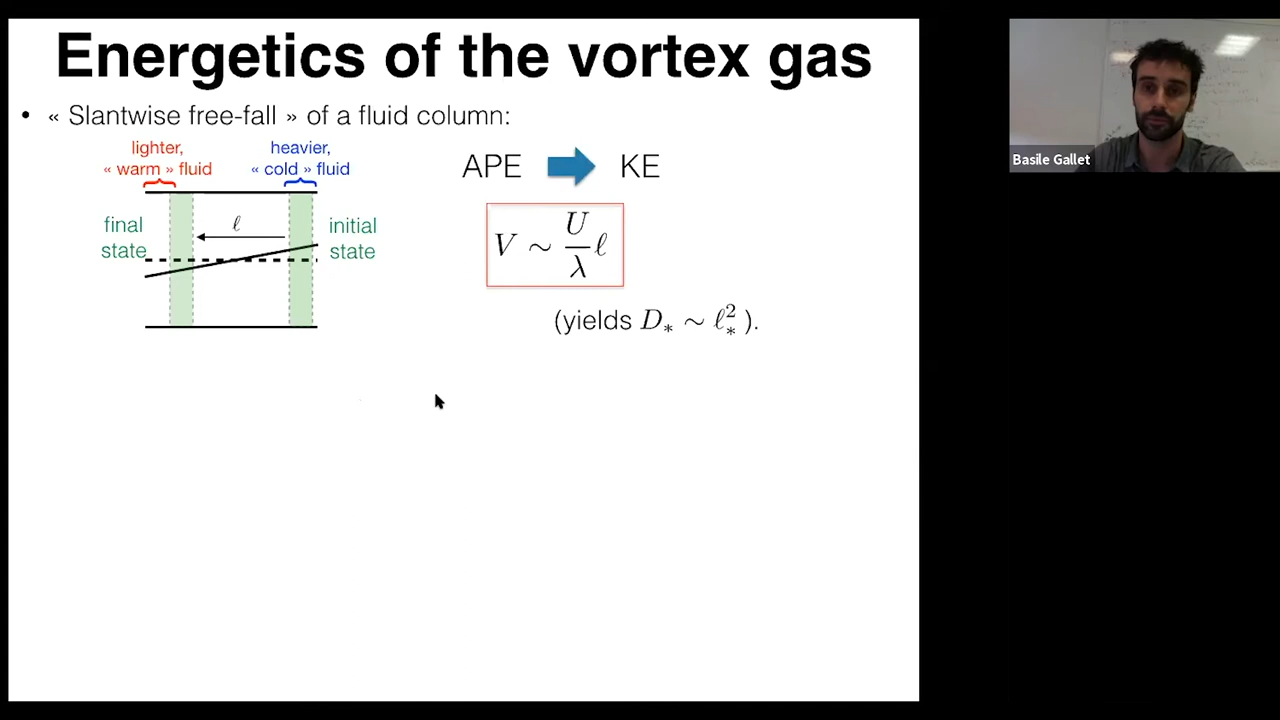 Energetics of the vortex gas
• « Slantwise free-fall » of a fluid column:
lighter,
« warm » fluid
heavier,
« cold » fluid
APE KE
final
state
ℓ
initial
state
V ∼ U/λ ℓ
(yields D∗ ∼ ℓ∗² ).
Basile Gallet